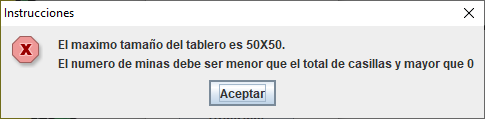 Instrucciones
El maximo tamaño del tablero es 50X50.
El numero de minas debe ser menor que el total de casillas y mayor que 0
Aceptar